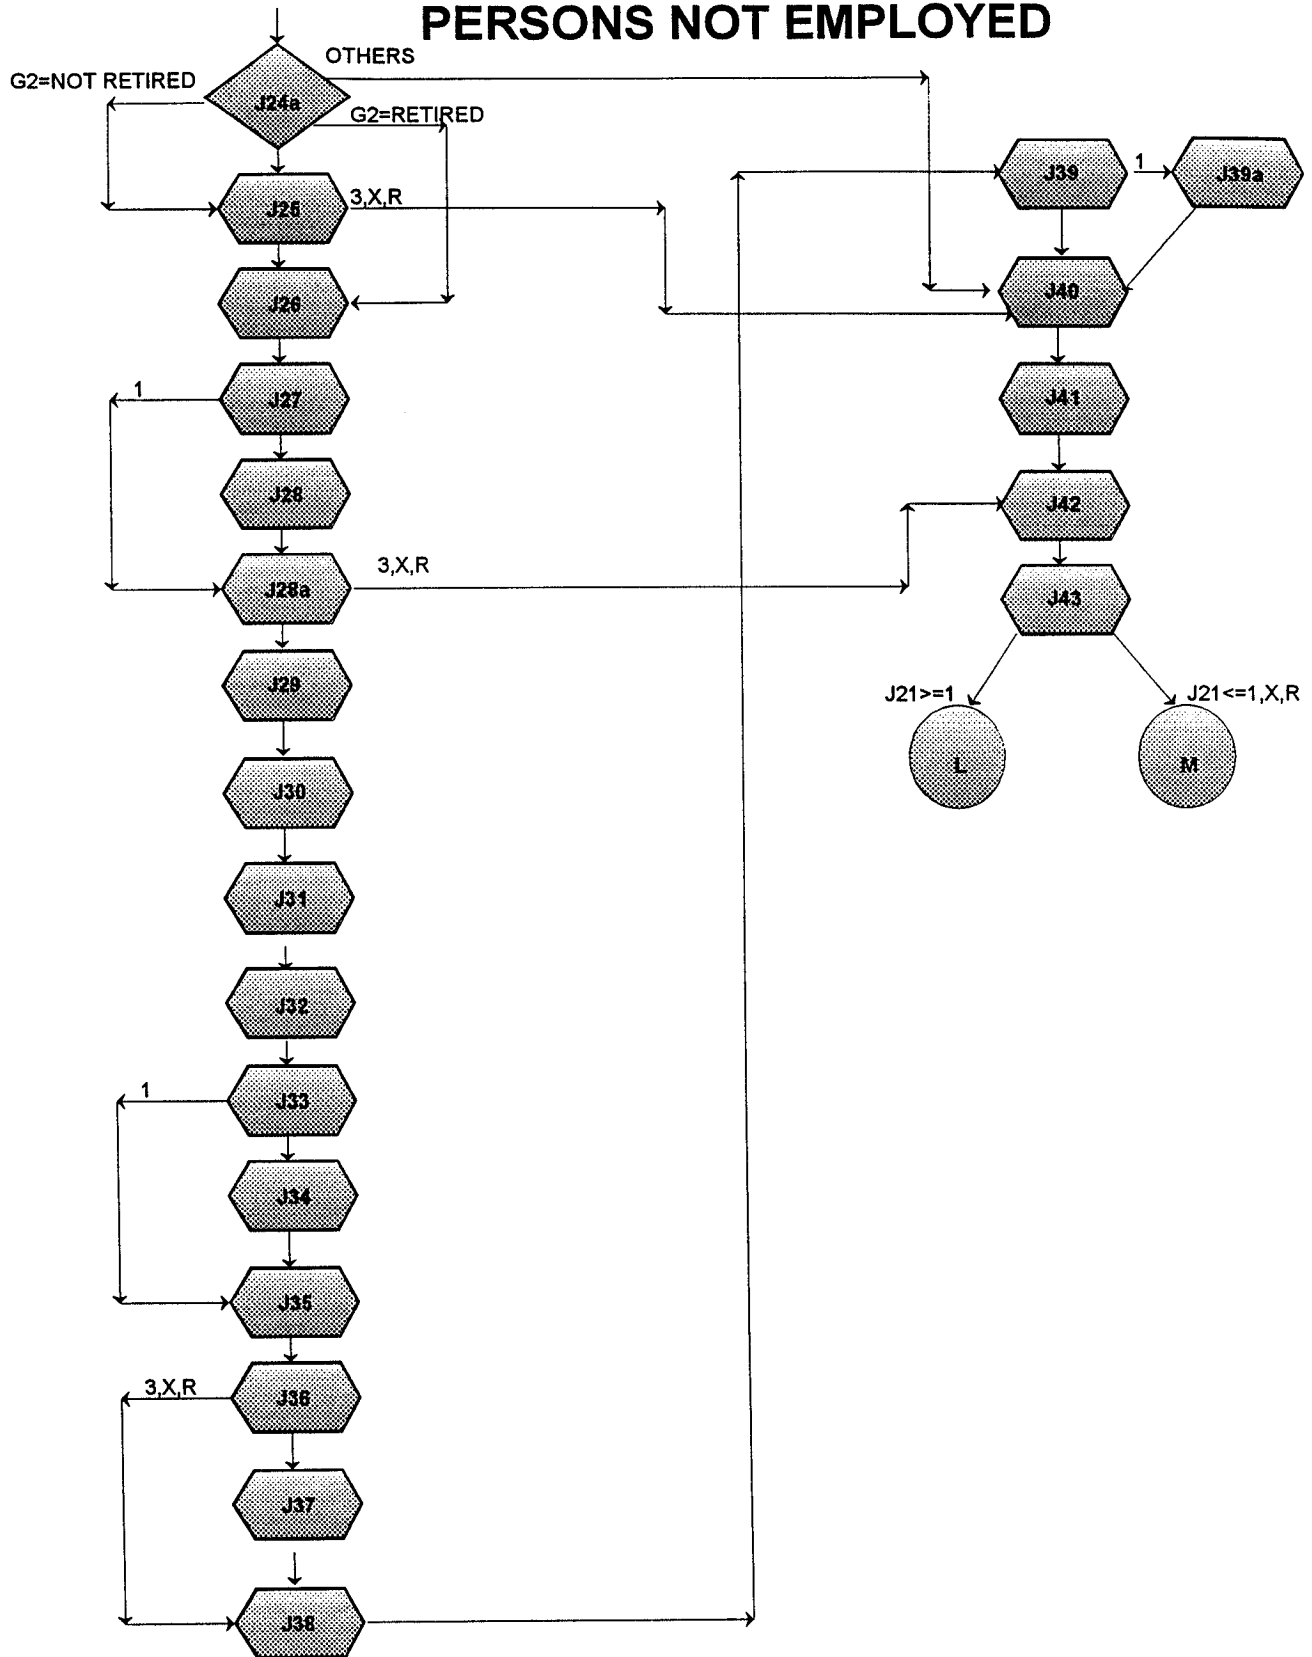 PERSONS NOT EMPLOYED
OTHERS
G2=NOT RETIRED
J24a
G2=RETIRED
J25
3,X,R
J26
J27
1
J28
J28a
3,X,R
J29
J30
J31
J32
J33
1
J34
J35
J36
3,X,R
J37
J38
J39
1
J39a
J40
J41
J42
J43
J21>=1
J21<=1,X,R
L
M